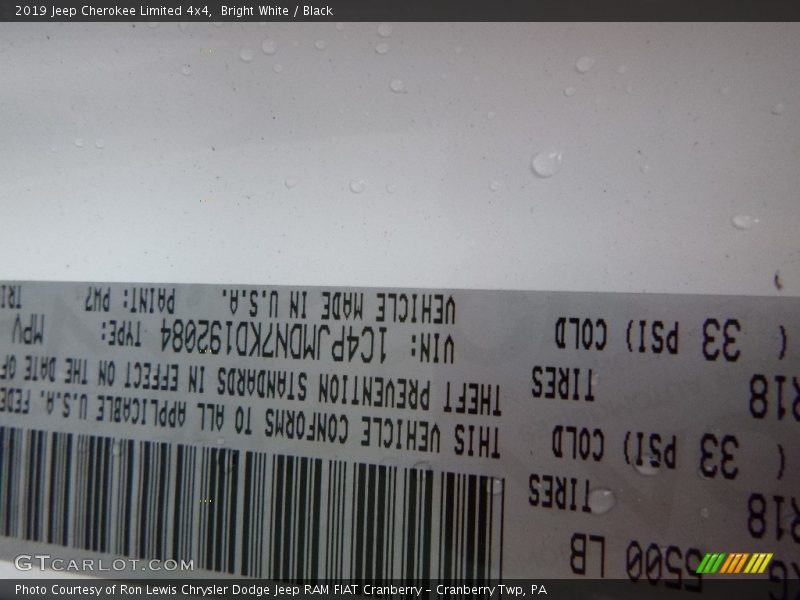 2019 Jeep Cherokee Limited 4x4, Bright White / Black
5500 LB
R18 TIRES
33 PSI) COLD (
R18 TIRES
33 PSI) COLD (
THIS VEHICLE CONFORMS TO ALL APPLICABLE U.S.A.
THEFT PREVENTION STANDARDS IN EFFECT ON THE DATE OF
VIN: 1C4PJMDN7KD192084 TYPE: MPV
VEHICLE MADE IN U.S.A. PAINT: PW7
GTCARLOT.COM
Photo Courtesy of Ron Lewis Chrysler Dodge Jeep RAM FIAT Cranberry – Cranberry Twp, PA